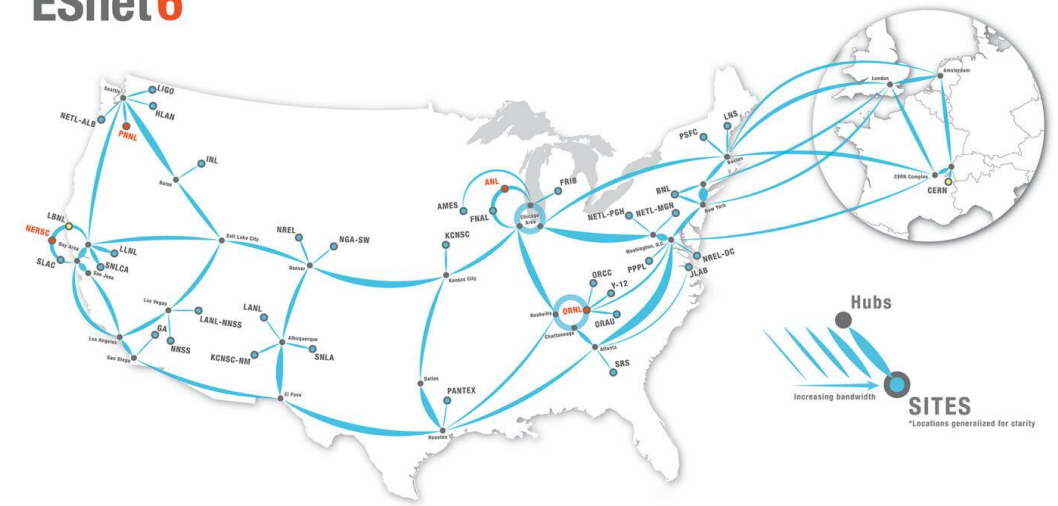 ESnet6
Seattle
LIGO
HLAN
NETL-ALB
PNNL
INL
Boise
LBNL
NERSC
Bay Area
LLNL
SNLCA
SLAC
San Jose
Salt Lake City
NREL
NGA-SW
Denver
Las Vegas
LANL-NNSS
GA
NNSS
Los Angeles
San Diego
LANL
Albuquerque
KCNSC-NM
SNLA
El Paso
KCNSC
Kansas City
Dallas
PANTEX
Houston
ANL
AMES
FNAL
FRIB
Chicago
Area
Nashville
ORNL
ORCC
Y-12
ORAU
Chattanooga
Atlanta
SRS
NETL-PGH
NETL-MGN
Washington, D.C.
PPPL
NREL-DC
JLAB
BNL
New York
PSFC
LNS
Boston
London
Amsterdam
CERN Complex
CERN
Hubs
Increasing bandwidth
SITES
*Locations generalized for clarity